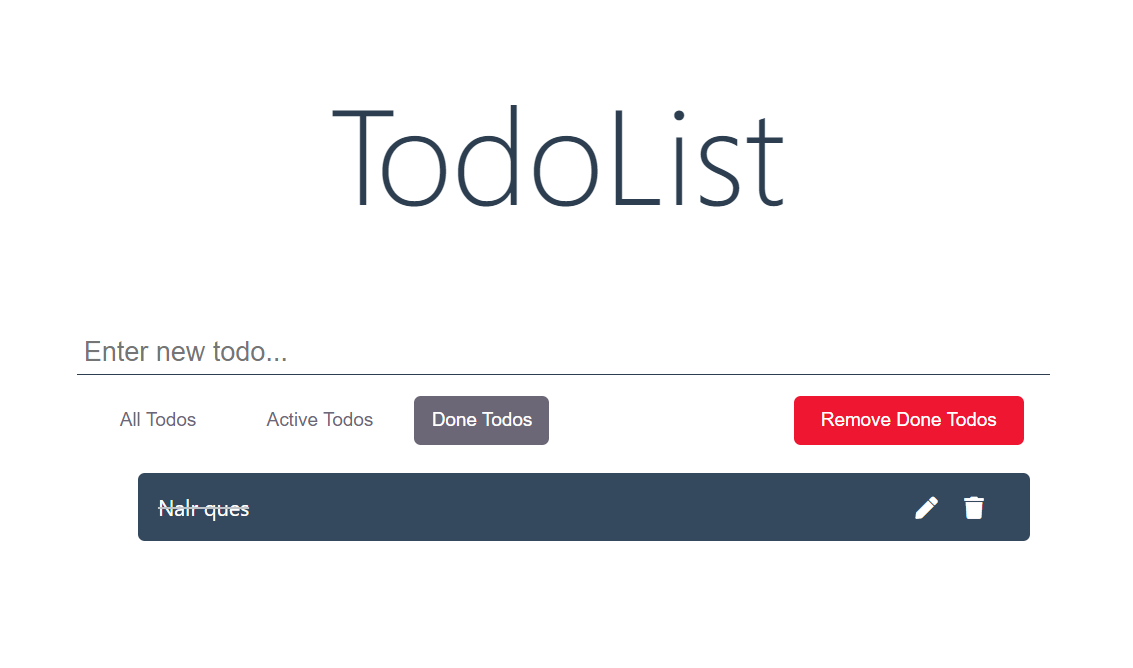 TodoList
Enter new todo...
All Todos Active Todos Done Todos Remove Done Todos
Nalr ques